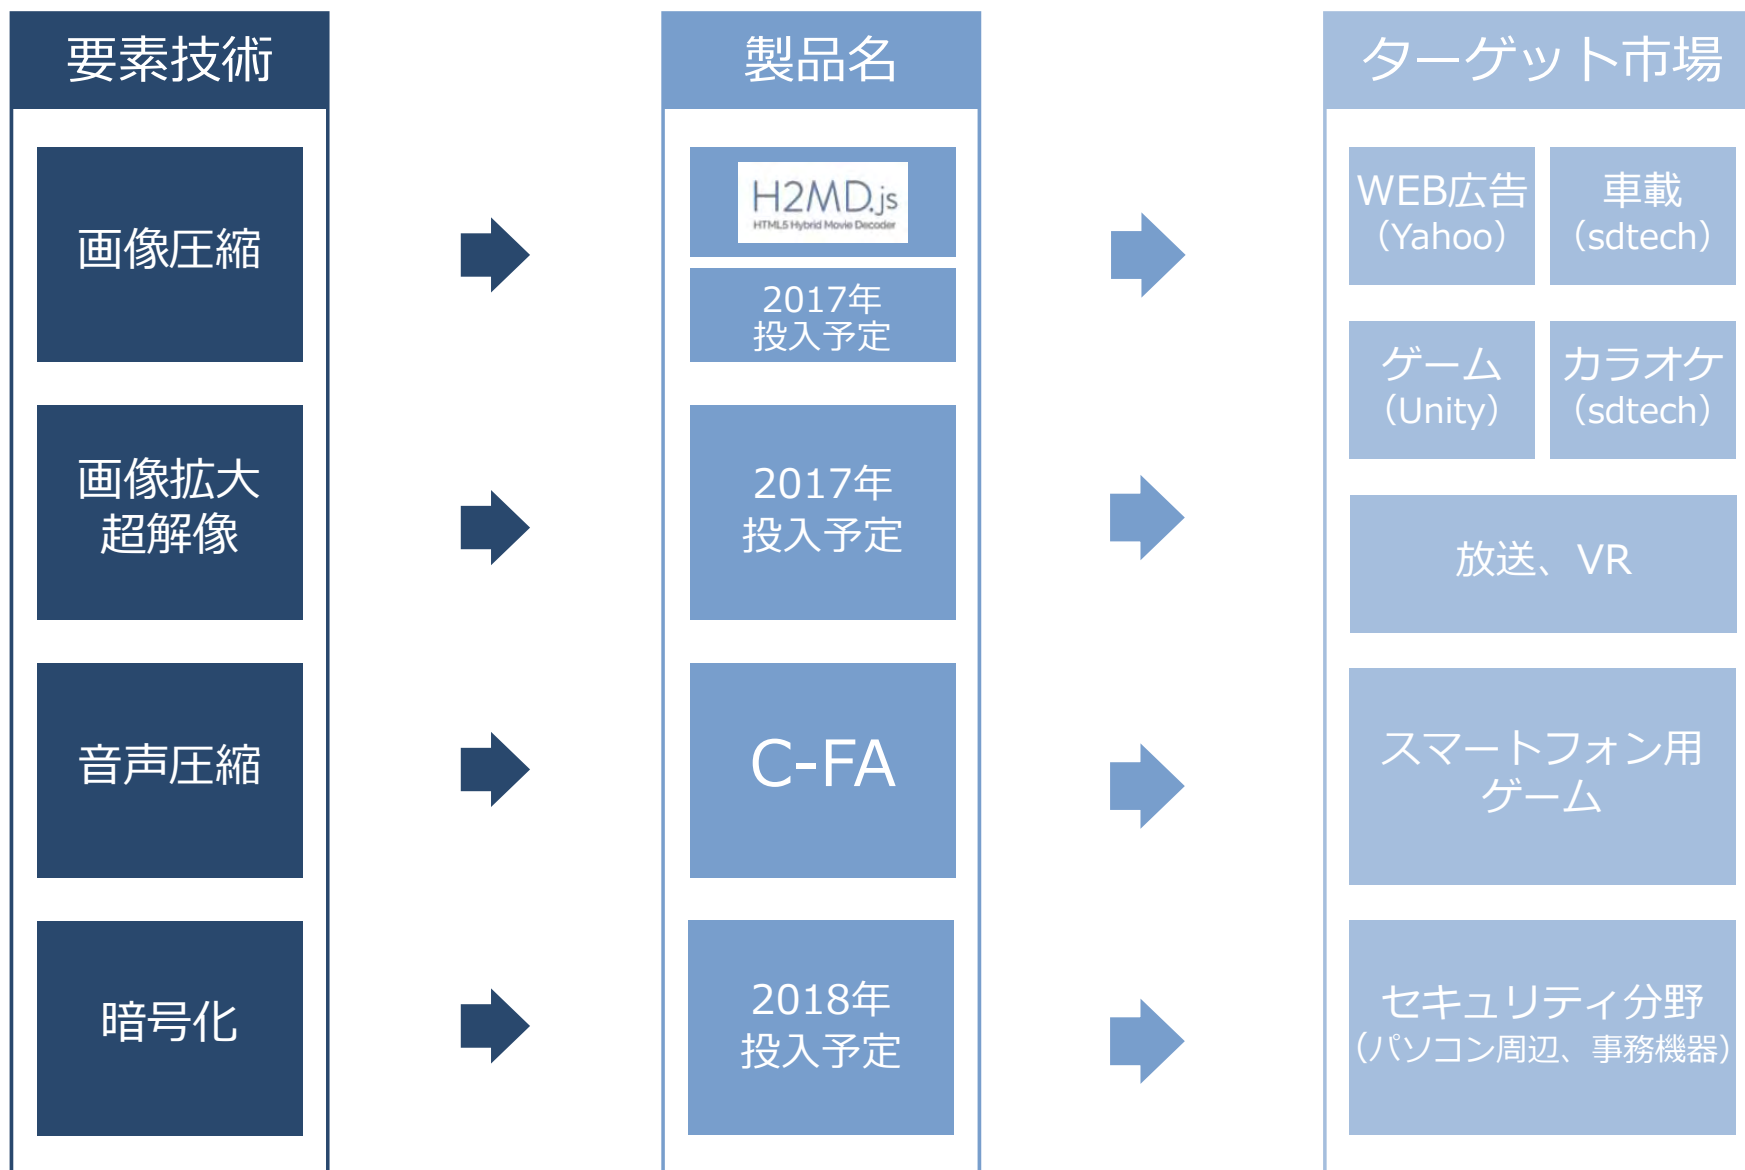 要素技術
製品名
ターゲット市場
画像圧縮
H2MD.js
HTML5 Hybrid Movie Decoder
2017年
投入予定
WEB広告
（Yahoo）
車載
（sdtech）
ゲーム
（Unity）
カラオケ
（sdtech）
画像拡大
超解像
2017年
投入予定
放送、VR
音声圧縮
C-FA
スマートフォン用
ゲーム
暗号化
2018年
投入予定
セキュリティ分野
（パソコン周辺、事務機器）